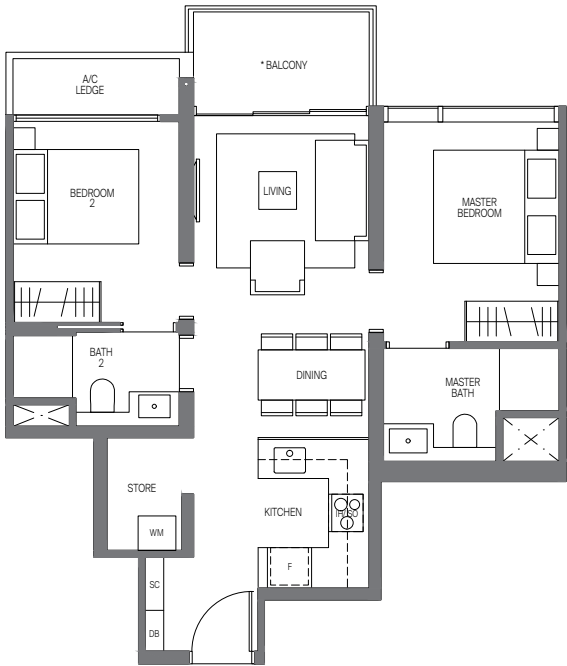 * BALCONY
A/C
LEDGE
BEDROOM
2
LIVING
MASTER
BEDROOM
BATH
2
DINING
MASTER
BATH
STORE
KITCHEN
WM
F
SC
DB